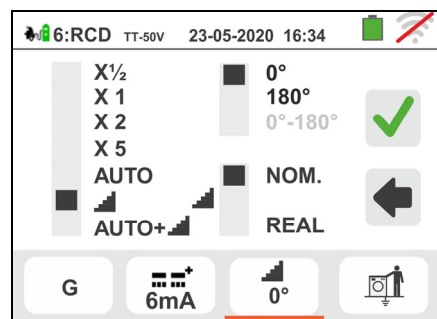 6:RCD TT-50V 23-05-2020 16:34
X½
X 1
X 2
X 5
AUTO
AUTO+
0°
180°
0°-180°
NOM.
REAL
G
6mA
0°